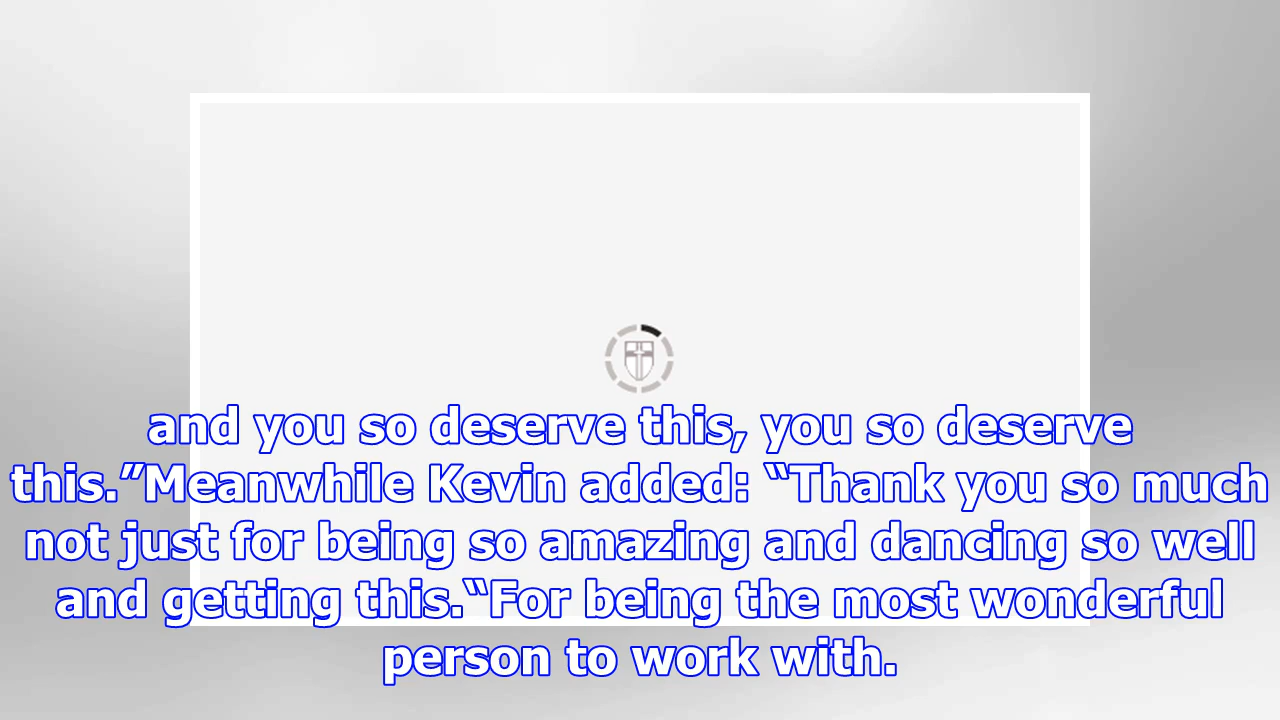 and you so deserve this, you so deserve
this.”Meanwhile Kevin added: “Thank you so much
not just for being so amazing and dancing so well
and getting this.“For being the most wonderful
person to work with.